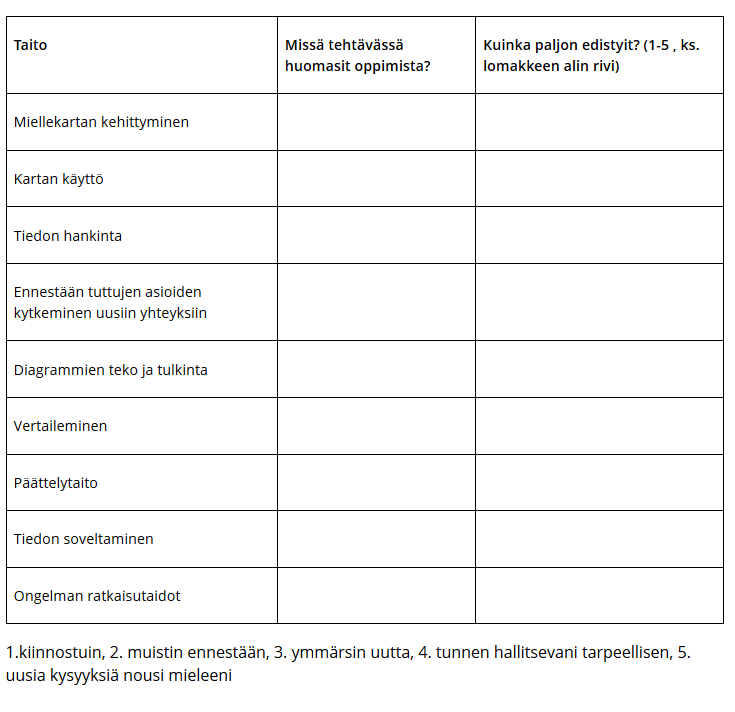 Taito
Missä tehtävässä
huomasit oppimista?
Kuinka paljon edistyit? (1-5 , ks.
lomakkeen alin rivi)
Miellekartan kehittyminen
Kartan käyttö
Tiedon hankinta
Ennestään tuttujen asioiden
kytkeminen uusiin yhteyksiin
Diagrammien teko ja tulkinta
Vertaileminen
Päättelytaito
Tiedon soveltaminen
Ongelman ratkaisutaidot
1.kiinnostuin, 2. muistin ennestään, 3. ymmärsin uutta, 4. tunnen hallitsevani tarpeellisen, 5.
uusia kysyyksiä nousi mieleeni